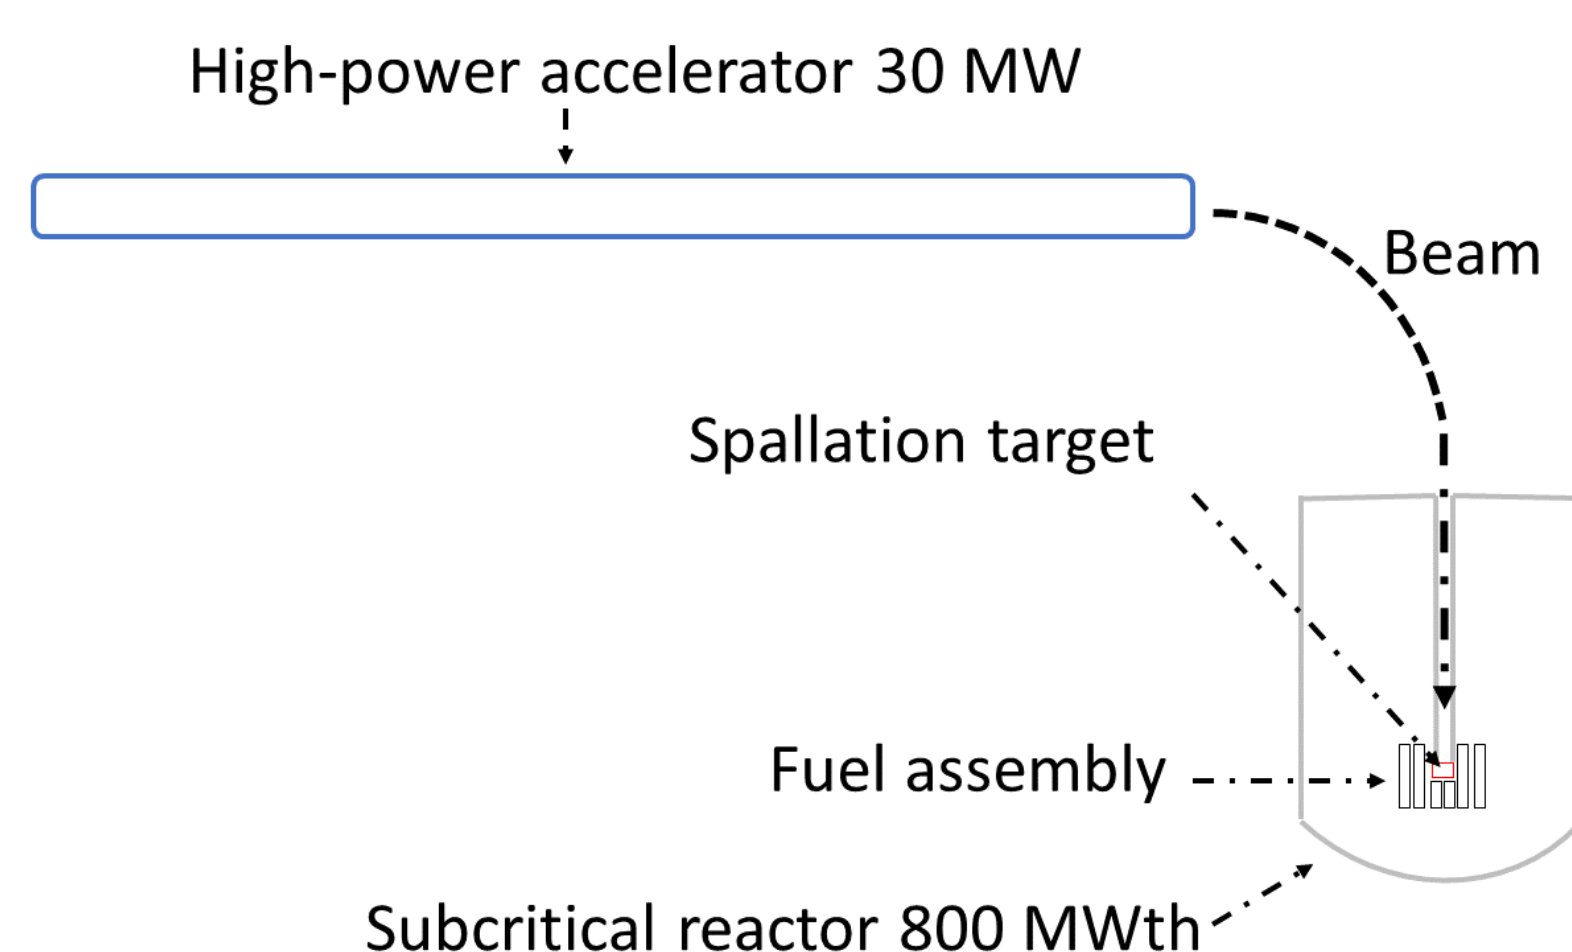 High-power accelerator 30 MW
Beam
Spallation target
Fuel assembly
Subcritical reactor 800 MWth